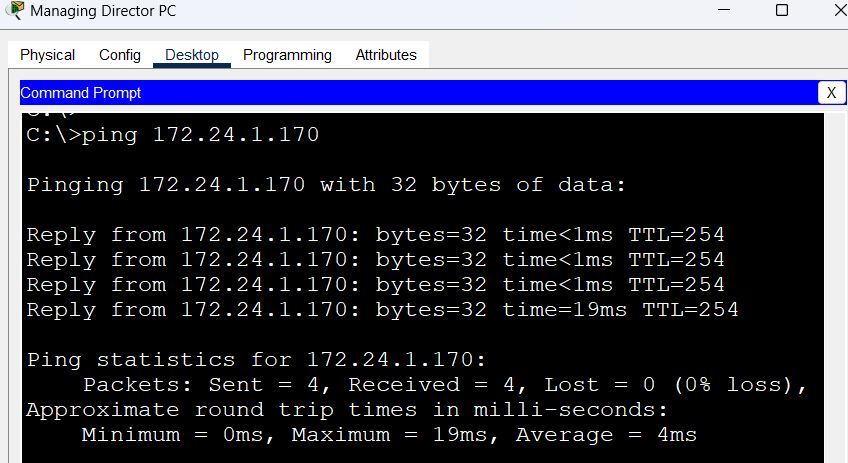 Managing Director PC
Physical Config Desktop Programming Attributes
Command Prompt X
C:\>ping 172.24.1.170
Pinging 172.24.1.170 with 32 bytes of data:
Reply from 172.24.1.170: bytes=32 time<1ms TTL=254
Reply from 172.24.1.170: bytes=32 time<1ms TTL=254
Reply from 172.24.1.170: bytes=32 time<1ms TTL=254
Reply from 172.24.1.170: bytes=32 time=19ms TTL=254
Ping statistics for 172.24.1.170:
Packets: Sent = 4, Received = 4, Lost = 0 (0% loss),
Approximate round trip times in milli-seconds:
Minimum = 0ms, Maximum = 19ms, Average = 4ms